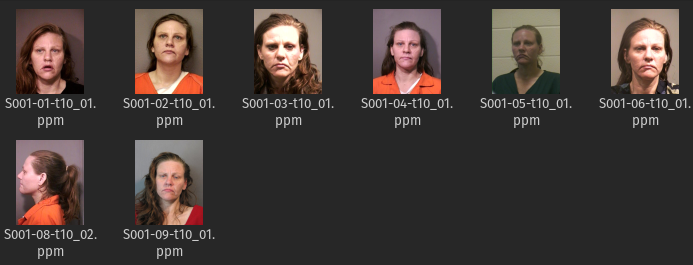 S001-01-t10_01.
ppm
S001-02-t10_01.
ppm
S001-03-t10_01.
ppm
S001-04-t10_01.
ppm
S001-05-t10_01.
ppm
S001-06-t10_01.
ppm
S001-08-t10_02.
ppm
S001-09-t10_01.
ppm